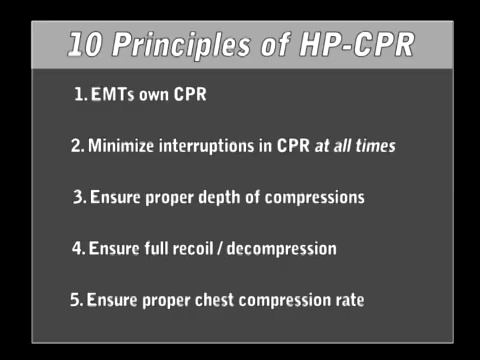 10 Principles of HP-CPR
1. EMTs own CPR
2. Minimize interruptions in CPR at all times
3. Ensure proper depth of compressions
4. Ensure full recoil / decompression
5. Ensure proper chest compression rate